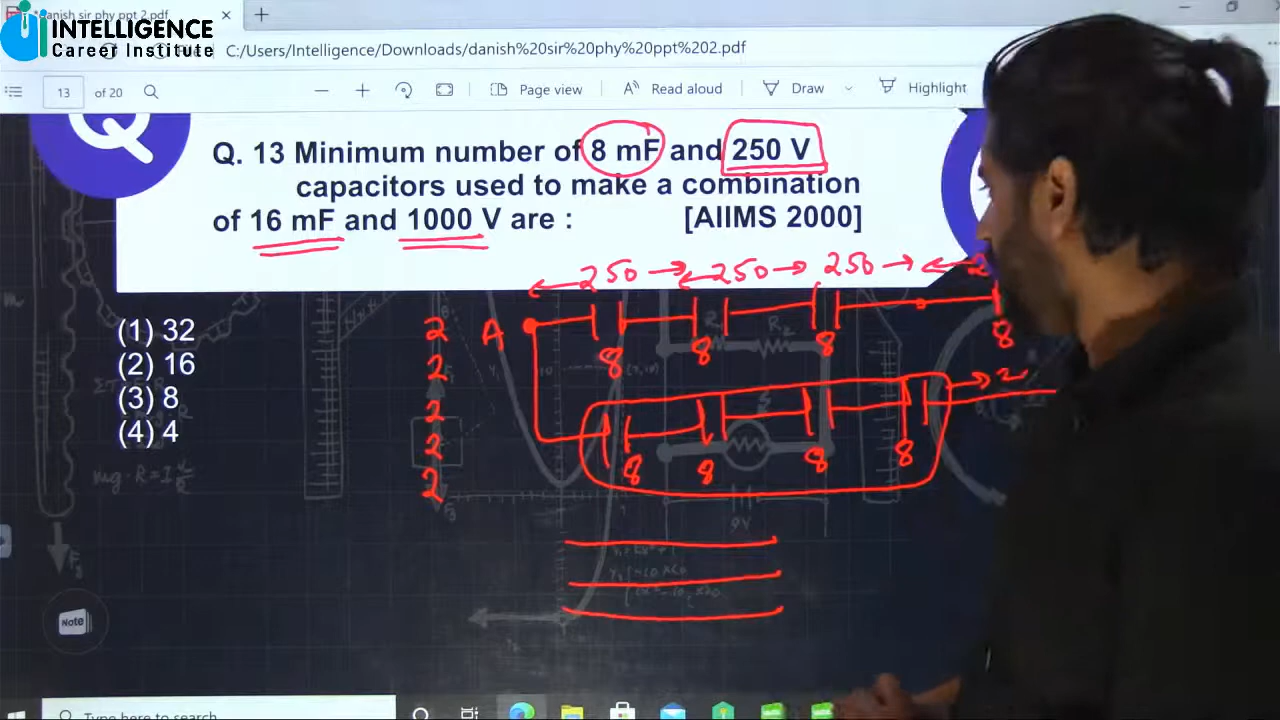 danish sir phy ppt 2.pdf
INTELLIGENCE
Career Institute
C:/Users/Intelligence/Downloads/danish%20sir%20phy%20ppt%202.pdf
13 of 20
Page view
Read aloud
Draw
Highlight
Q
Q. 13 Minimum number of 8 mF and 250 V
capacitors used to make a combination
of 16 mF and 1000 V are : [AIIMS 2000]
250 250 250
(1) 32
(2) 16
(3) 8
(4) 4
2 A
8 8 8 8
2
2
2
2
2
8 8 8 8
9V
Note
Type here to search